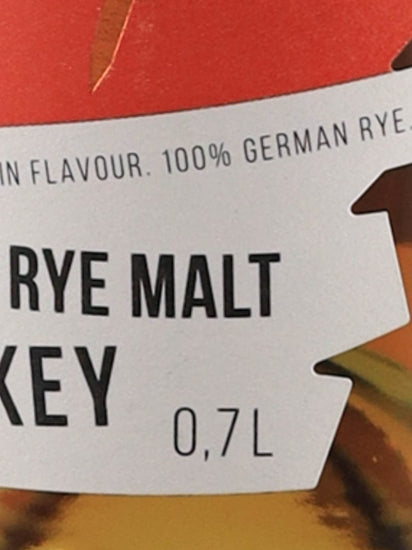 IN FLAVOUR. 100% GERMAN RYE.
RYE MALT
KEY
0,7L